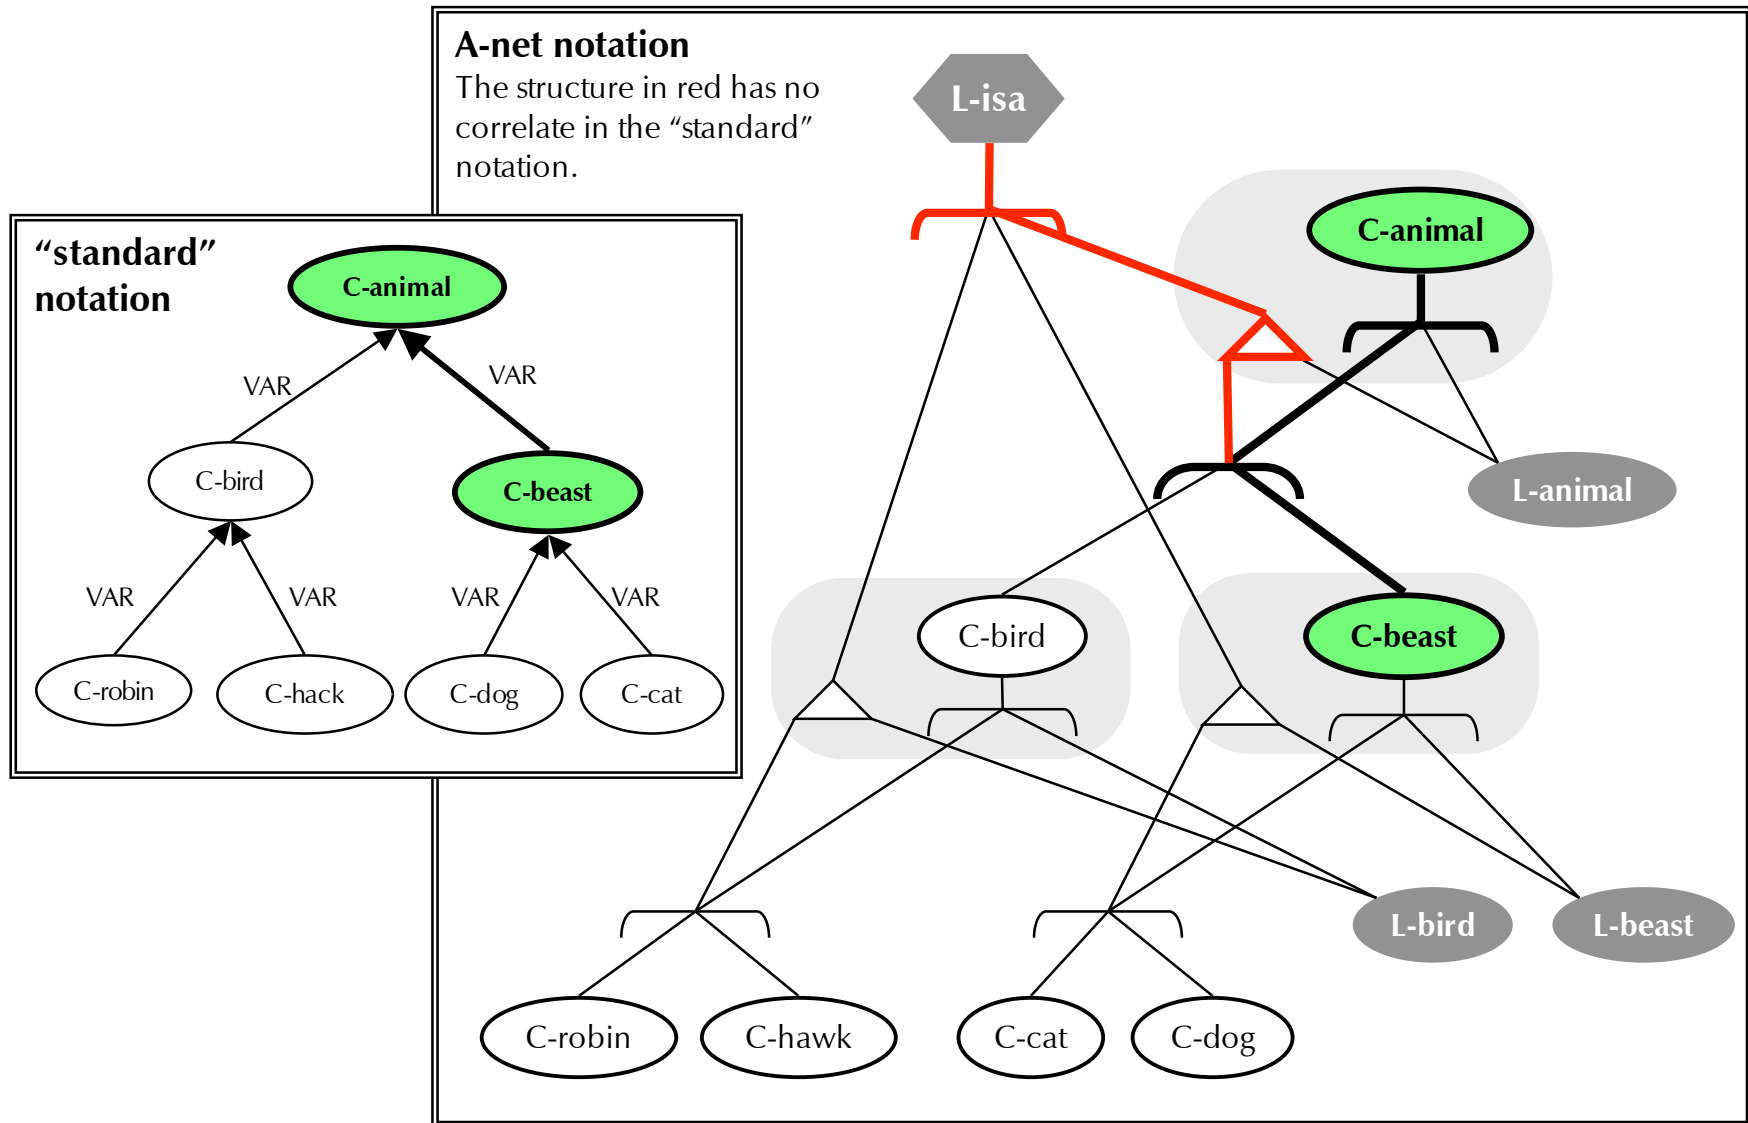 A-net notation
The structure in red has no
correlate in the “standard”
notation.
L-isa
C-animal
L-animal
C-bird
C-beast
L-bird
L-beast
C-robin
C-hawk
C-cat
C-dog
“standard”
notation
C-animal
VAR
VAR
C-bird
C-beast
VAR
VAR
VAR
VAR
C-robin
C-hack
C-dog
C-cat